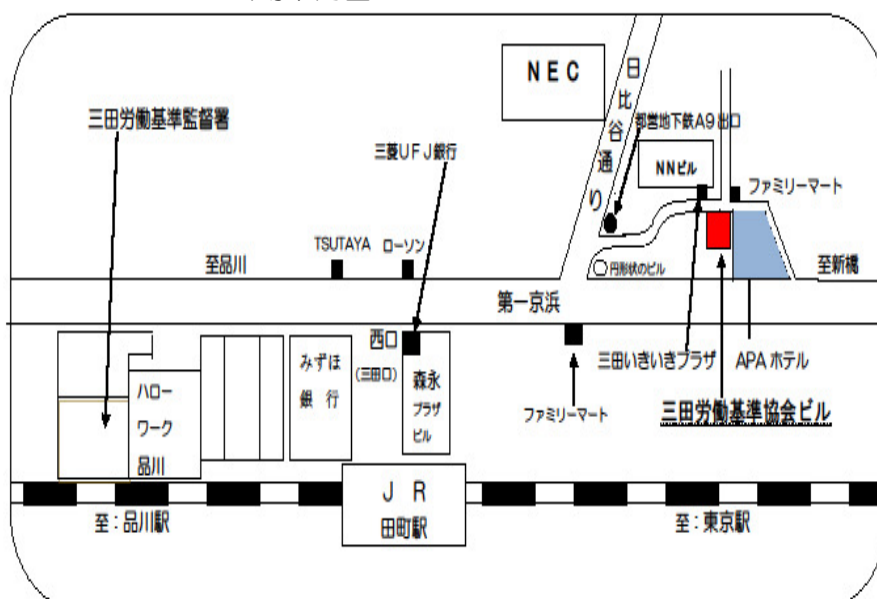 NEC
日比谷通り
三田労働基準監督署
都営地下鉄A9出口
三菱UFJ銀行
NNビル
ファミリーマート
TSUTAYA ローソン
至品川
円形状のビル
至新橋
第一京浜
西口
(三田口)
みずほ
銀 行
森永
プラザ
ビル
三田いきいきプラザ
APAホテル
ハロー
ワーク
品川
ファミリーマート
三田労働基準協会ビル
JR
田町駅
至:品川駅
至:東京駅